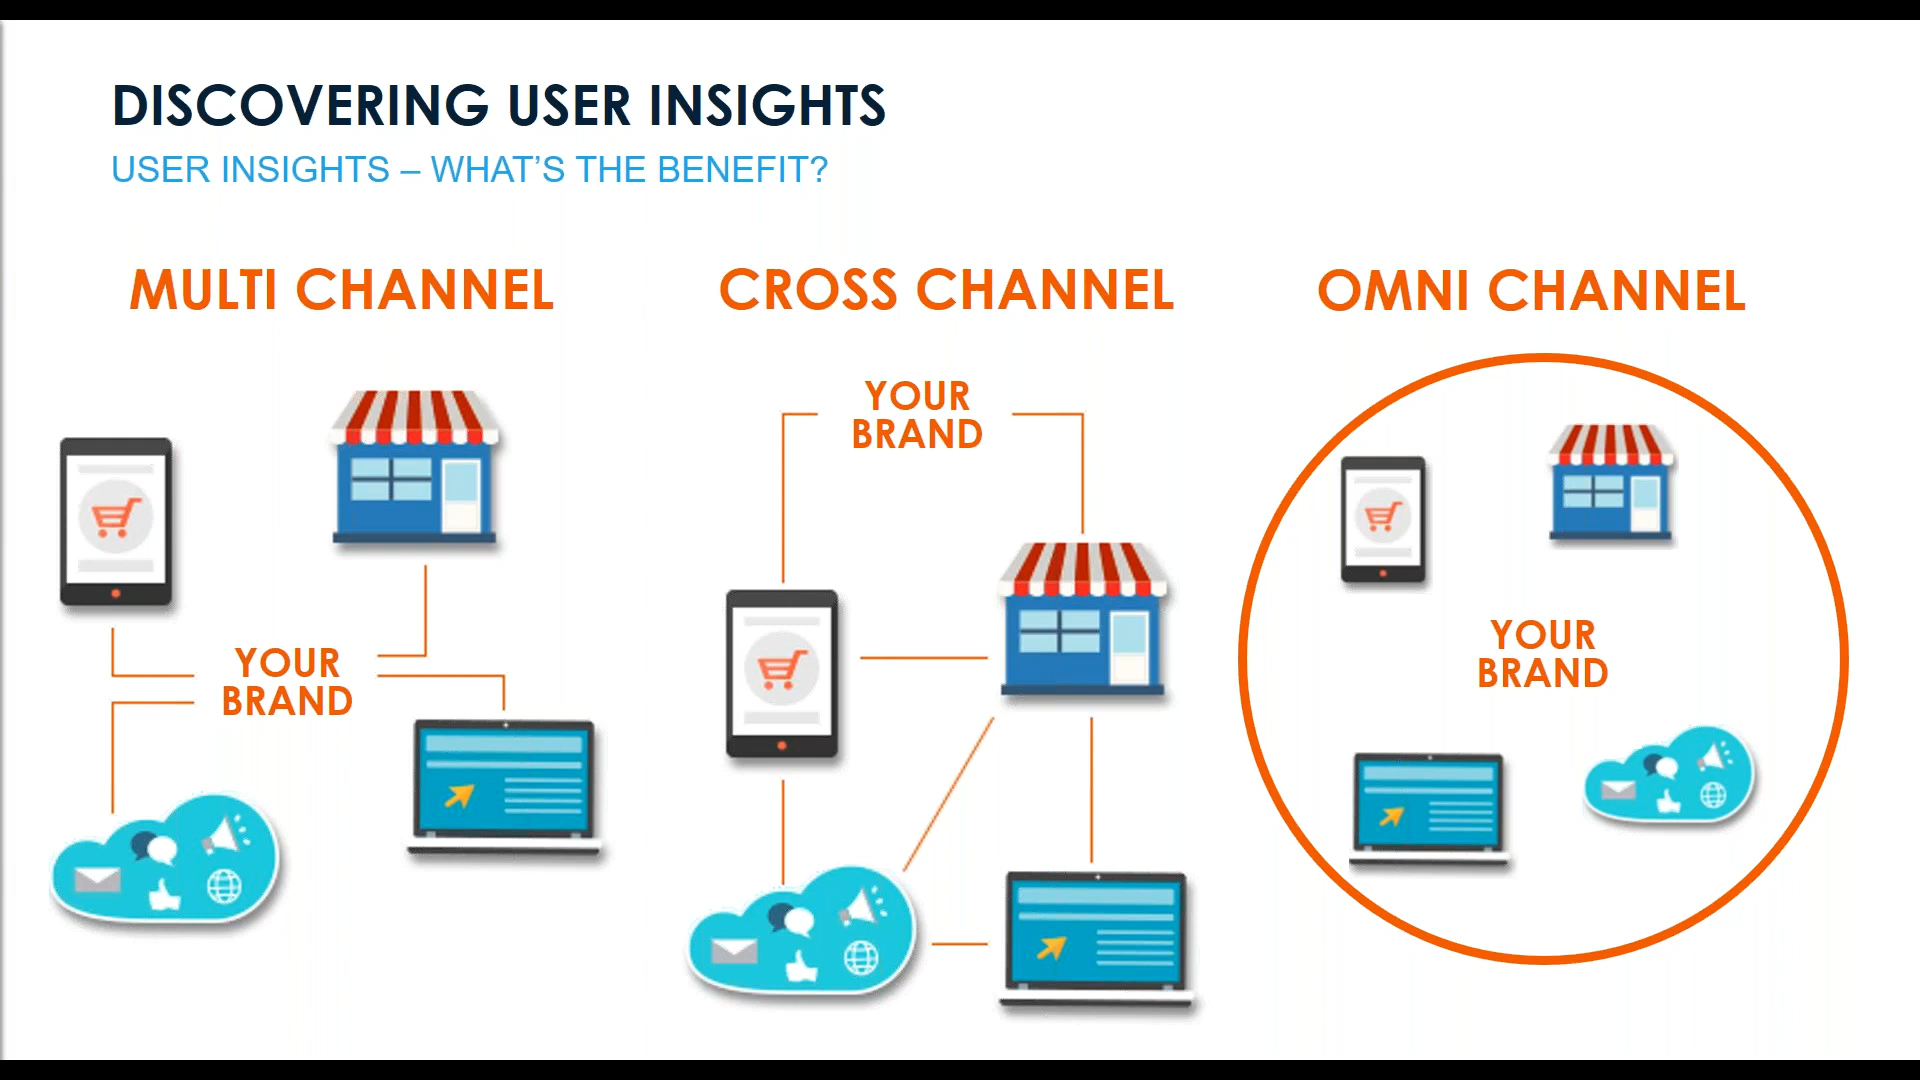 DISCOVERING USER INSIGHTS
USER INSIGHTS – WHAT’S THE BENEFIT?
MULTI CHANNEL
YOUR
BRAND
CROSS CHANNEL
YOUR
BRAND
OMNI CHANNEL
YOUR
BRAND